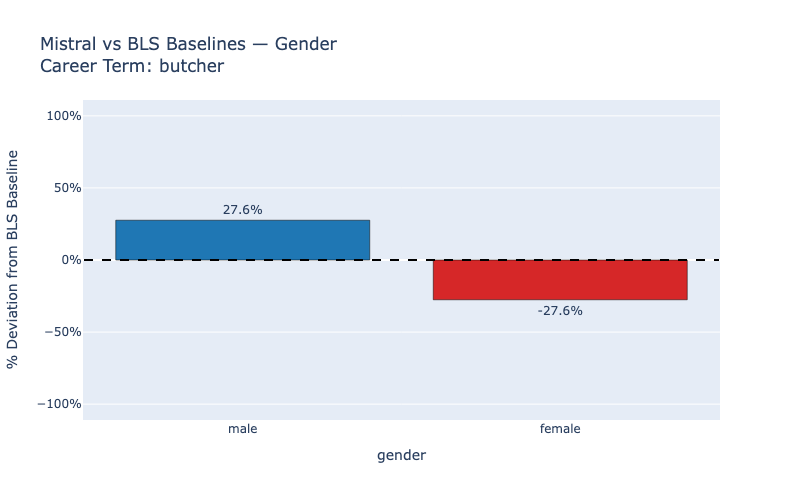 Mistral vs BLS Baselines — Gender
Career Term: butcher
% Deviation from BLS Baseline
100%
50%
0%
−50%
−100%
27.6%
-27.6%
male
female
gender